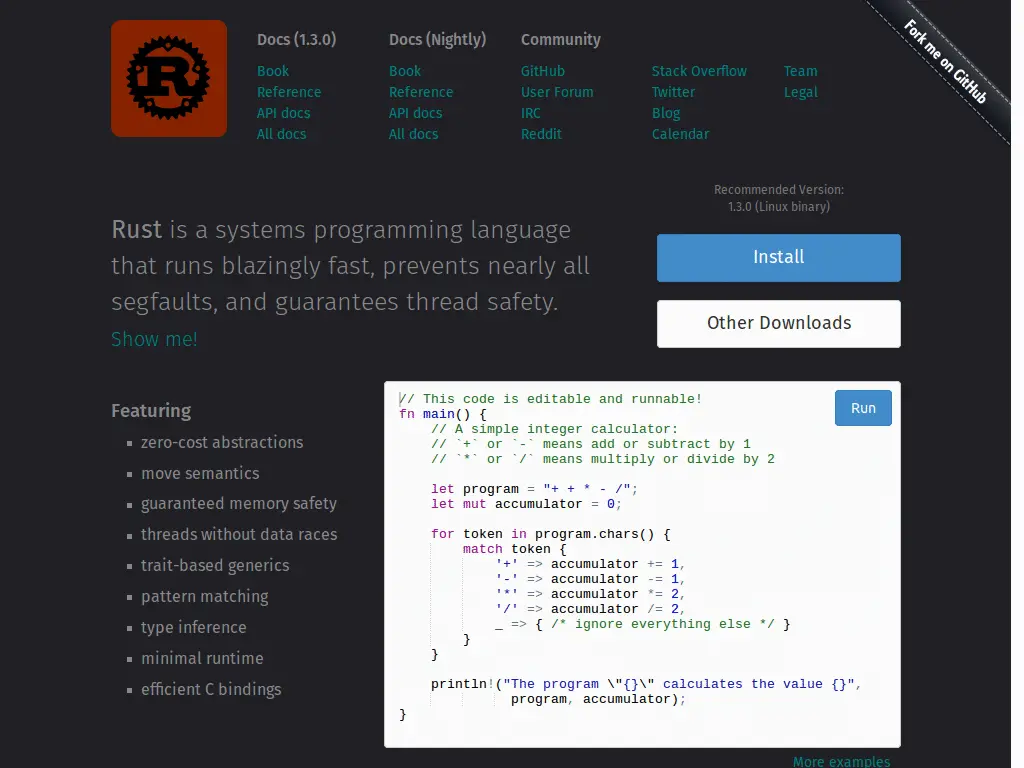 R
Docs (1.3.0)
Book
Reference
API docs
All docs
Docs (Nightly)
Book
Reference
API docs
All docs
Community
GitHub
User Forum
IRC
Reddit
Stack Overflow
Twitter
Blog
Calendar
Team
Legal
Fork me on GitHub
Rust is a systems programming language
that runs blazingly fast, prevents nearly all
segfaults, and guarantees thread safety.
Show me!
Recommended Version:
1.3.0 (Linux binary)
Install
Other Downloads
Featuring
zero-cost abstractions
move semantics
guaranteed memory safety
threads without data races
trait-based generics
pattern matching
type inference
minimal runtime
efficient C bindings
Run
// This code is editable and runnable!
fn main() {
    // A simple integer calculator:
    // `+` or `-` means add or subtract by 1
    // `*` or `/` means multiply or divide by 2

    let program = "+ + * - /";
    let mut accumulator = 0;

    for token in program.chars() {
        match token {
            '+' => accumulator += 1,
            '-' => accumulator -= 1,
            '*' => accumulator *= 2,
            '/' => accumulator /= 2,
            _ => { /* ignore everything else */ }
        }
    }

    println!("The program \"{}\" calculates the value {}",
              program, accumulator);
}
More examples